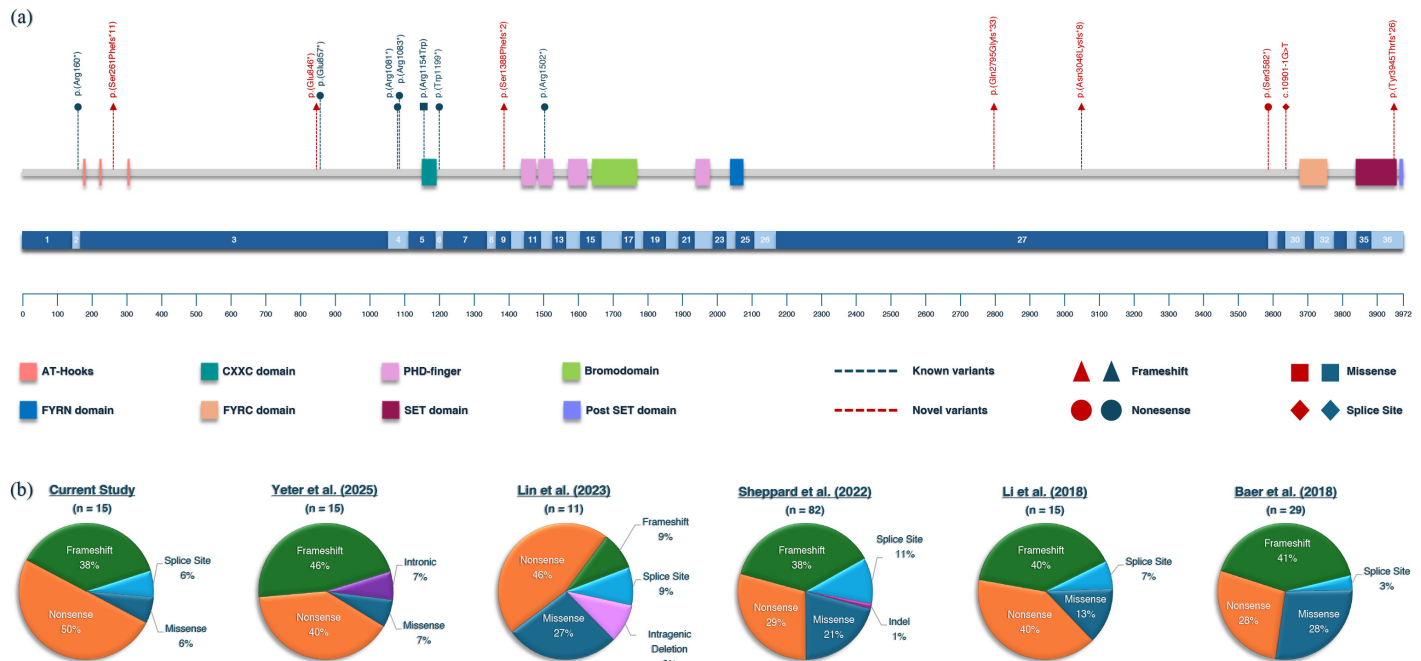 (a)
p.(Arg160*)
p.(Ser261Phefs*11)
p.(Glu846*)
p.(Glu857*)
p.(Arg1081*)
p.(Arg1083*)
p.(Arg1154Trp)
p.(Trp1199*)
p.(Ser1388Phefs*2)
p.(Arg1502*)
p.(Gln2795Glyfs*33)
p.(Asn3046Lysfs*8)
p.(Ser3582*)
c.10901-1G>T
p.(Tyr3945Thrfs*26)
1 2 3 4 5 6 7 8 9 11 13 15 17 19 21 23 25 26 27 30 32 35 36
0 100 200 300 400 500 600 700 800 900 1000 1100 1200 1300 1400 1500 1600 1700 1800 1900 2000 2100 2200 2300 2400 2500 2600 2700 2800 2900 3000 3100 3200 3300 3400 3500 3600 3700 3800 3900 3972
AT-Hooks CXXC domain PHD-finger Bromodomain Known variants Frameshift Missense
FYRN domain FYRC domain SET domain Post SET domain Novel variants Nonesense Splice Site
(b)
Current Study
(n = 15)
Frameshift
38%
Splice Site
6%
Missense
6%
Nonsense
50%
Yeter et al. (2025)
(n = 15)
Frameshift
46%
Intronic
7%
Missense
7%
Nonsense
40%
Lin et al. (2023)
(n = 11)
Frameshift
9%
Nonsense
46%
Splice Site
9%
Missense
27%
Intragenic
Deletion
Sheppard et al. (2022)
(n = 82)
Frameshift
38%
Splice Site
11%
Nonsense
29%
Missense
21%
Indel
1%
Li et al. (2018)
(n = 15)
Frameshift
40%
Splice Site
7%
Missense
13%
Nonsense
40%
Baer et al. (2018)
(n = 29)
Frameshift
41%
Splice Site
3%
Nonsense
28%
Missense
28%